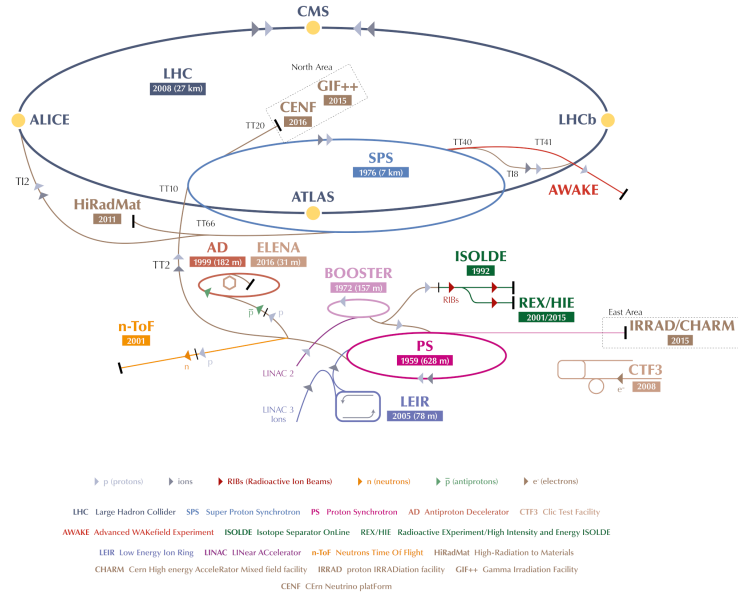 CMS
North Area
LHC
2008 (27 km)
GIF++
2015
CENF
2016
ALICE
LHCb
TT20
TT40
TT41
SPS
1976 (7 km)
TI8
TI2
TT10
AWAKE
ATLAS
HiRadMat
2011
TT66
AD
1999 (182 m)
ELENA
2016 (31 m)
TT2
BOOSTER
1972 (157 m)
ISOLDE
1992
RIBs
REX/HIE
2001/2015
p̅
p
East Area
n-ToF
2001
IRRAD/CHARM
2015
PS
1959 (628 m)
n
p
LINAC 2
CTF3
2008
e-
LEIR
2005 (78 m)
LINAC 3
Ions
p (protons)
ions
RIBs (Radioactive Ion Beams)
n (neutrons)
p̅ (antiprotons)
e- (electrons)
LHC Large Hadron Collider SPS Super Proton Synchrotron PS Proton Synchrotron AD Antiproton Decelerator CTF3 Clic Test Facility
AWAKE Advanced WAKefield Experiment ISOLDE Isotope Separator OnLine REX/HIE Radioactive EXperiment/High Intensity and Energy ISOLDE
LEIR Low Energy Ion Ring LINAC LINear ACcelerator n-ToF Neutrons Time Of Flight HiRadMat High-Radiation to Materials
CHARM Cern High energy AcceleRator Mixed field facility IRRAD proton IRRADiation facility GIF++ Gamma Irradiation Facility
CENF CErn Neutrino platForm